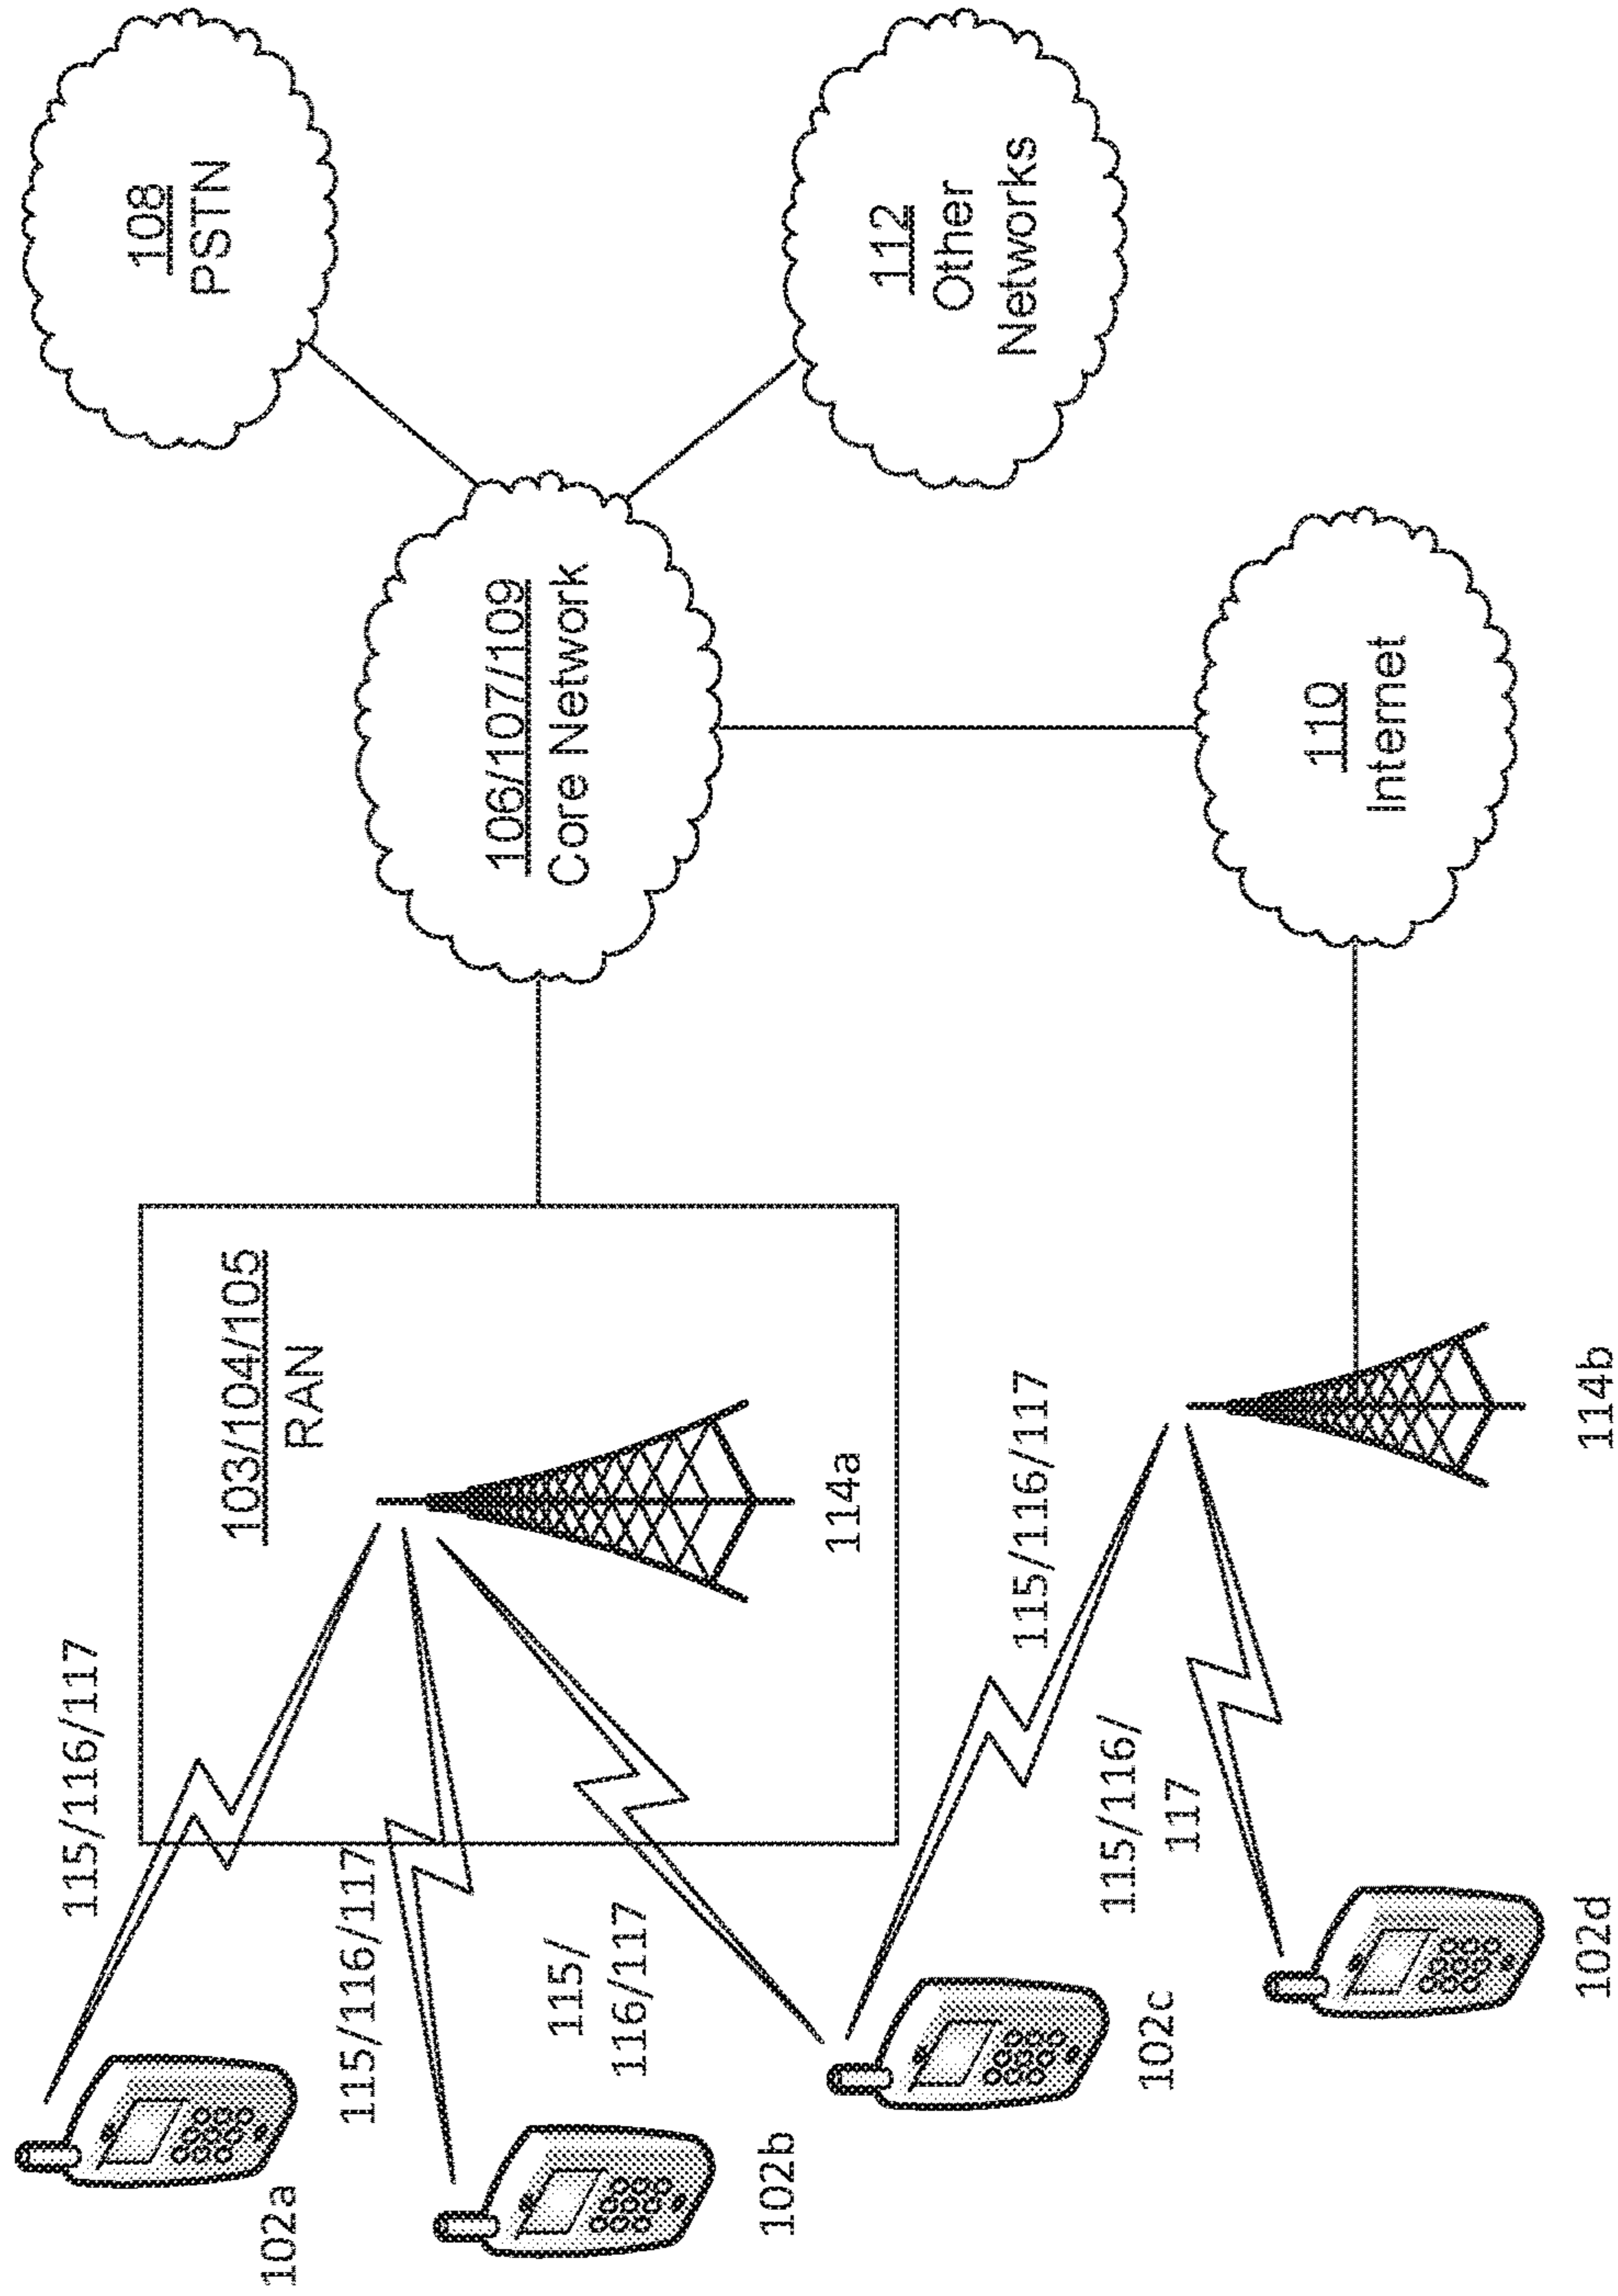 102a
115/116/117
103/104/105
RAN
108
PSTN
115/116/117
102b
115/
116/117
114a
106/107/109
Core Network
112
Other
Networks
102c
115/116/117
115/116/
117
102d
114b
110
Internet